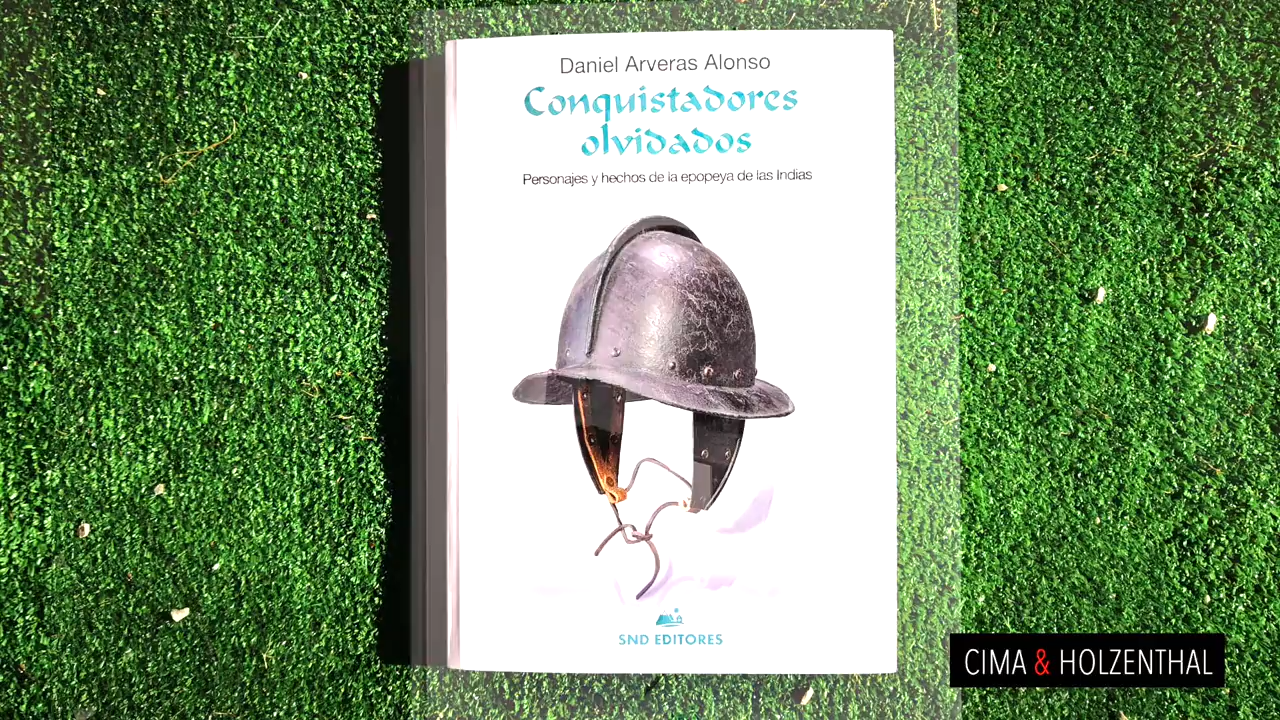 Daniel Arveras Alonso
Conquistadores
olvidados
Personajes y hechos de la epopeya de las Indias
SND EDITORES
CIMA & HOLZENTHAL